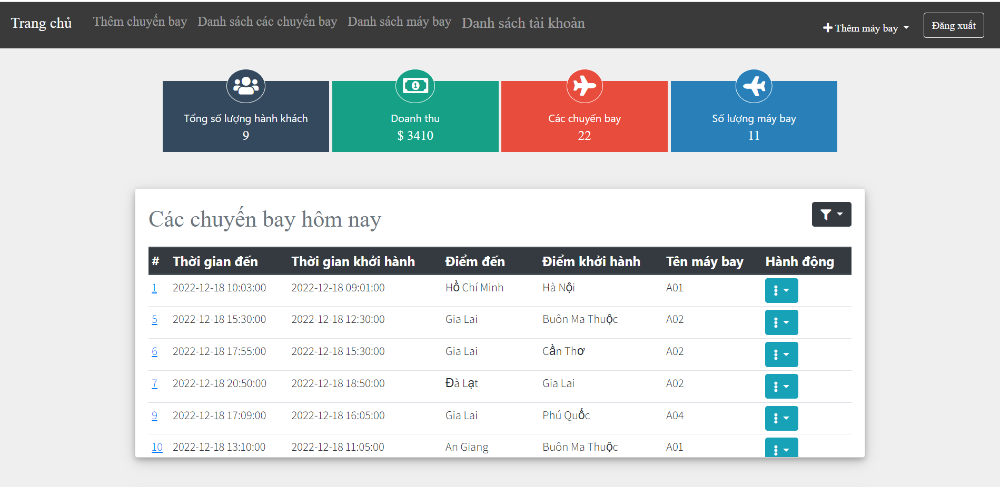 Trang chủ Thêm chuyến bay Danh sách các chuyến bay Danh sách máy bay Danh sách tài khoản Thêm máy bay Đăng xuất
Tổng số lượng hành khách
9
1
Doanh thu
$ 3410
Các chuyến bay
22
Số lượng máy bay
11
Các chuyến bay hôm nay
# Thời gian đến Thời gian khởi hành Điểm đến Điểm khởi hành Tên máy bay Hành động
1 2022-12-18 10:03:00 2022-12-18 09:01:00 Hồ Chí Minh Hà Nội A01
5 2022-12-18 15:30:00 2022-12-18 12:30:00 Gia Lai Buôn Ma Thuộc A02
6 2022-12-18 17:55:00 2022-12-18 15:30:00 Gia Lai Cần Thơ A02
7 2022-12-18 20:50:00 2022-12-18 18:50:00 Đà Lạt Gia Lai A02
9 2022-12-18 17:09:00 2022-12-18 16:05:00 Gia Lai Phú Quốc A04
10 2022-12-18 13:10:00 2022-12-18 11:05:00 An Giang Buôn Ma Thuộc A01